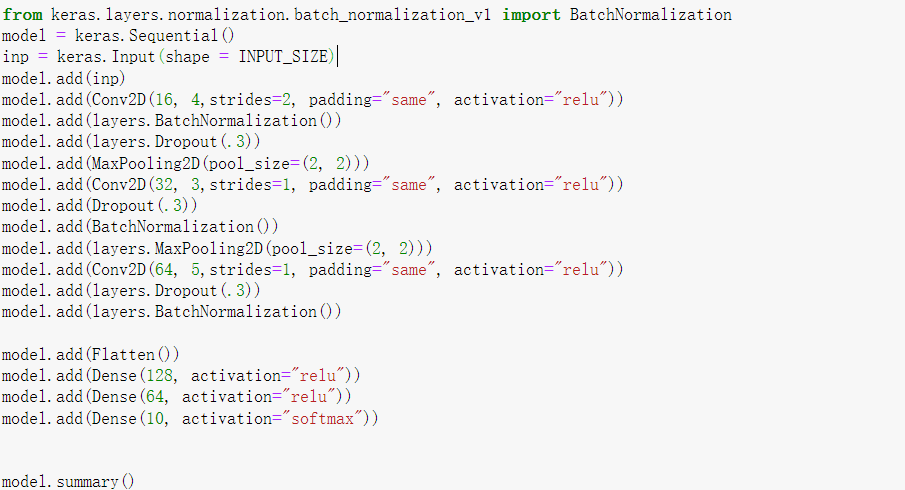 from keras.layers.normalization.batch_normalization_v1 import BatchNormalization
model = keras.Sequential()
inp = keras.Input(shape = INPUT_SIZE)
model.add(inp)
model.add(Conv2D(16, 4,strides=2, padding="same", activation="relu"))
model.add(layers.BatchNormalization())
model.add(layers.Dropout(.3))
model.add(MaxPooling2D(pool_size=(2, 2)))
model.add(Conv2D(32, 3,strides=1, padding="same", activation="relu"))
model.add(Dropout(.3))
model.add(BatchNormalization())
model.add(layers.MaxPooling2D(pool_size=(2, 2)))
model.add(Conv2D(64, 5,strides=1, padding="same", activation="relu"))
model.add(layers.Dropout(.3))
model.add(layers.BatchNormalization())
model.add(Flatten())
model.add(Dense(128, activation="relu"))
model.add(Dense(64, activation="relu"))
model.add(Dense(10, activation="softmax"))
model.summary()